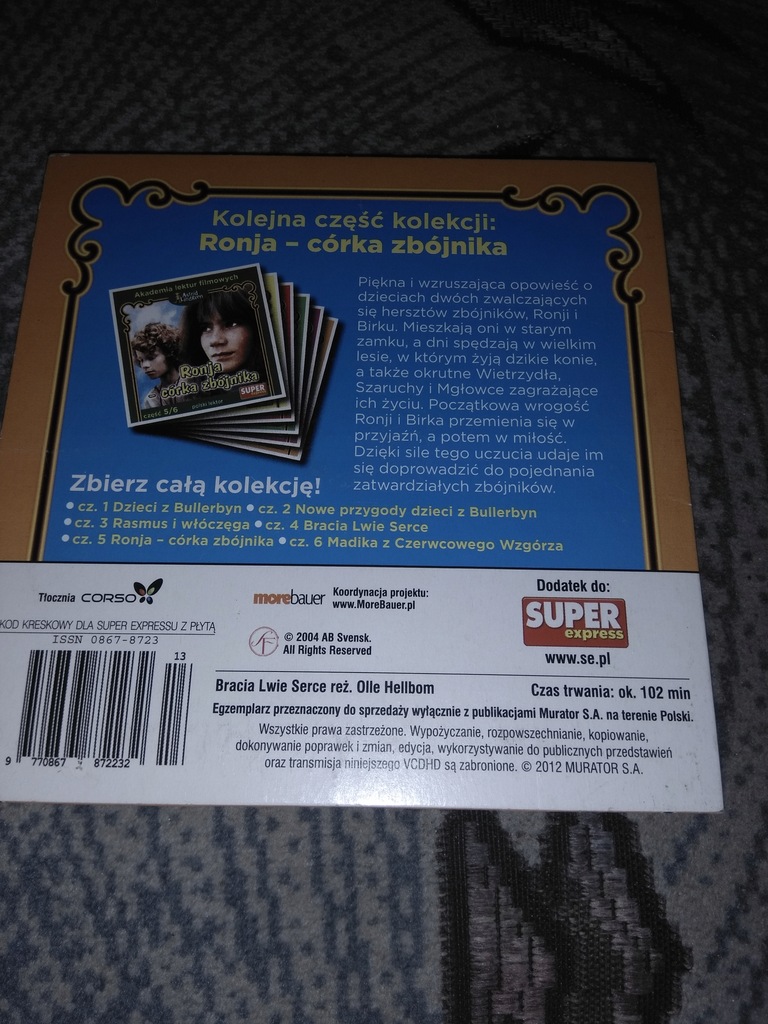 Kolejna część kolekcji:
Ronja – córka zbójnika
Akademia lektur filmowych
Astrid
Lindgren
Ronja
córka zbójnika
SUPER
część 5/6
polski lektor
Piękna i wzruszająca opowieść o
dzieciach dwóch zwalczających
się hersztów zbójników, Ronji i
Birku. Mieszkają oni w starym
zamku, a dni spędzają w wielkim
lesie, w którym żyją dzikie konie,
a także okrutne Wietrzydła,
Szaruchy i Mgłowce zagrażające
ich życiu. Początkowa wrogość
Ronji i Birka przemienia się w
przyjaźń, a potem w miłość.
Dzięki sile tego uczucia udaje im
się doprowadzić do pojednania
zatwardziałych zbójników.
Zbierz całą kolekcję!
• cz. 1 Dzieci z Bullerbyn • cz. 2 Nowe przygody dzieci z Bullerbyn
• cz. 3 Rasmus i włóczęga • cz. 4 Bracia Lwie Serce
• cz. 5 Ronja – córka zbójnika • cz. 6 Madika z Czerwcowego Wzgórza
Tłocznia CORSO
morebauer
Koordynacja projektu:
www.MoreBauer.pl
Dodatek do:
SUPER
express
www.se.pl
KOD KRESKOWY DLA SUPER EXPRESSU Z PŁYTĄ
ISSN 0867-8723
13
9 770867 872232
SF
© 2004 AB Svensk.
All Rights Reserved
Bracia Lwie Serce reż. Olle Hellbom
Czas trwania: ok. 102 min
Egzemplarz przeznaczony do sprzedaży wyłącznie z publikacjami Murator S.A. na terenie Polski.
Wszystkie prawa zastrzeżone. Wypożyczanie, rozpowszechnianie, kopiowanie,
dokonywanie poprawek i zmian, edycja, wykorzystywanie do publicznych przedstawień
oraz transmisja niniejszego VCDHD są zabronione. © 2012 MURATOR S.A.